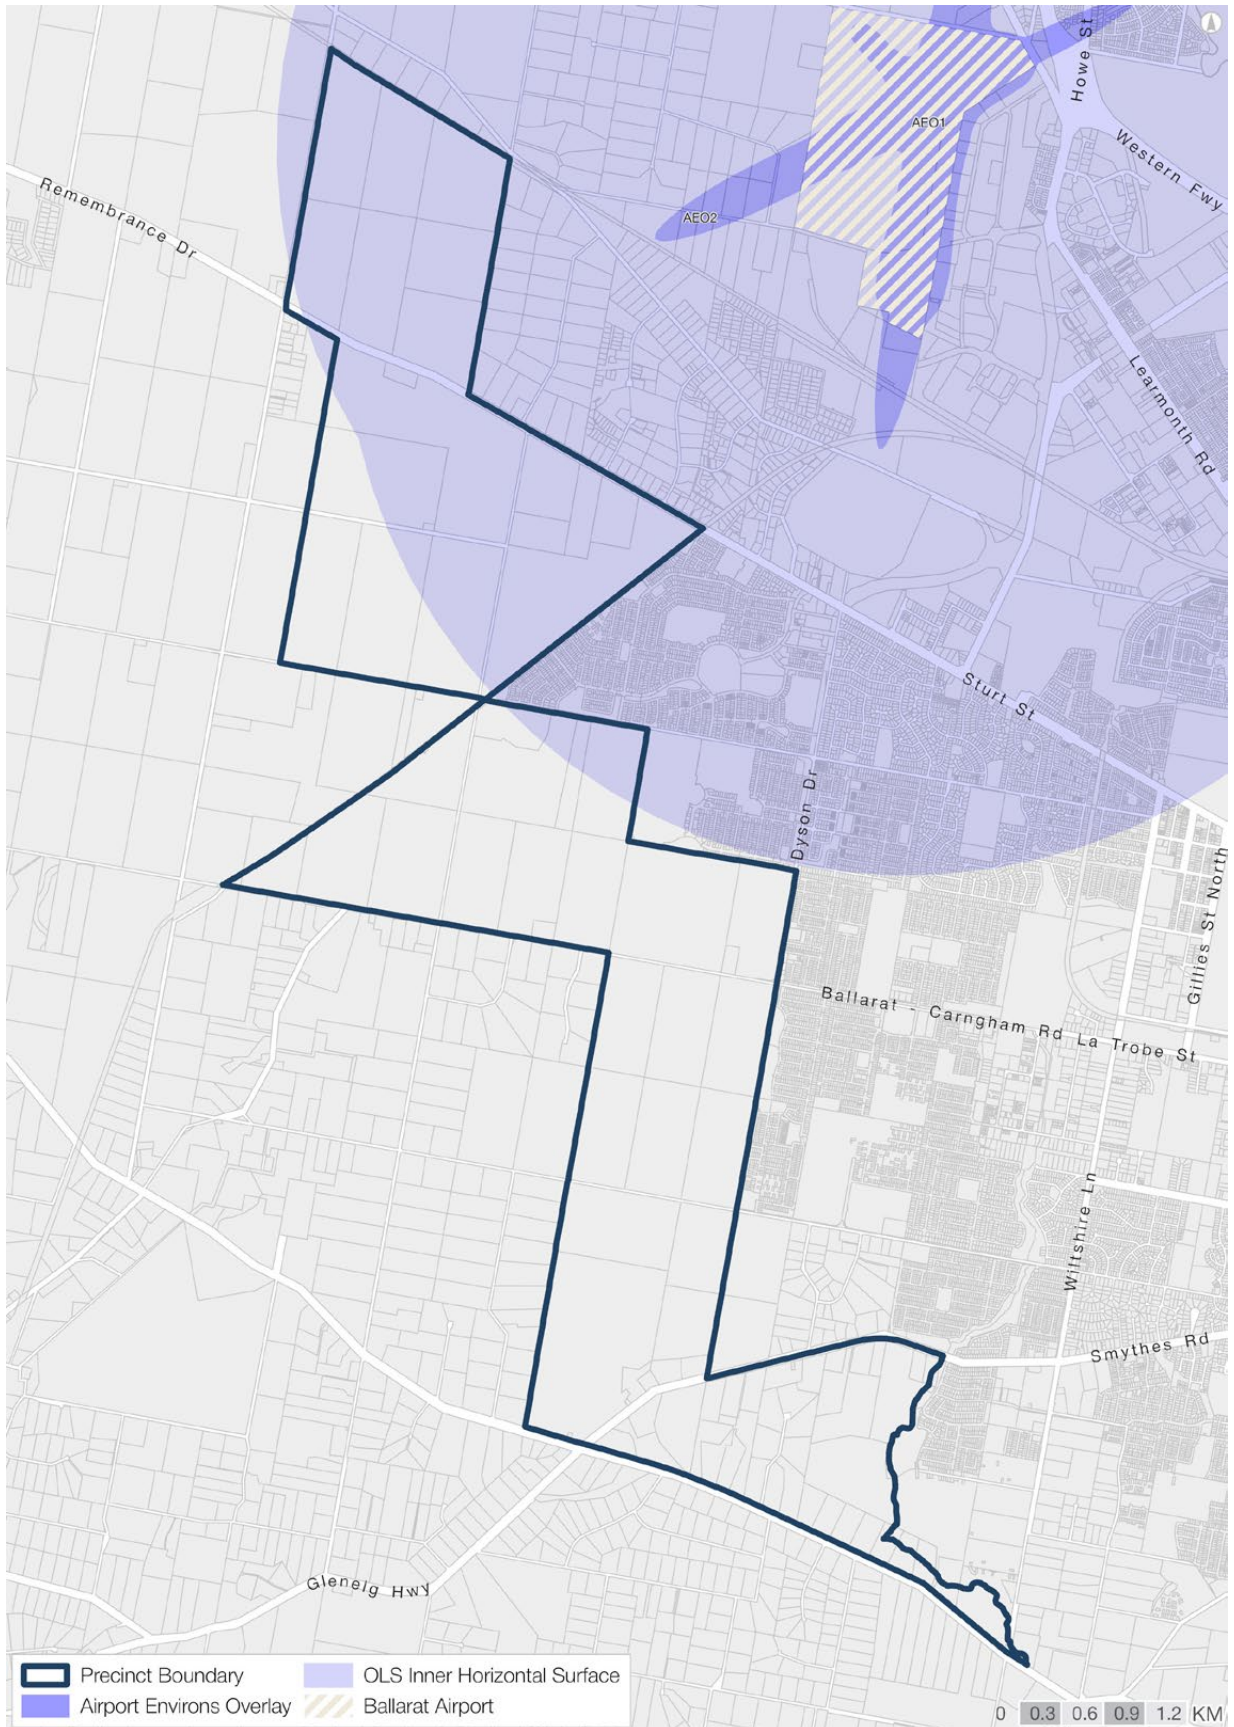 Howe St
AEO1
Western Fwy
Remembrance Dr
AEO2
Learmonth Rd
Sturt St
Dyson Dr
Gillies St North
Ballarat - Carngham Rd La Trobe St
Wiltshire Ln
Smythes Rd
Glenelg Hwy
Precinct Boundary
OLS Inner Horizontal Surface
Airport Environs Overlay
Ballarat Airport
0 0.3 0.6 0.9 1.2 KM